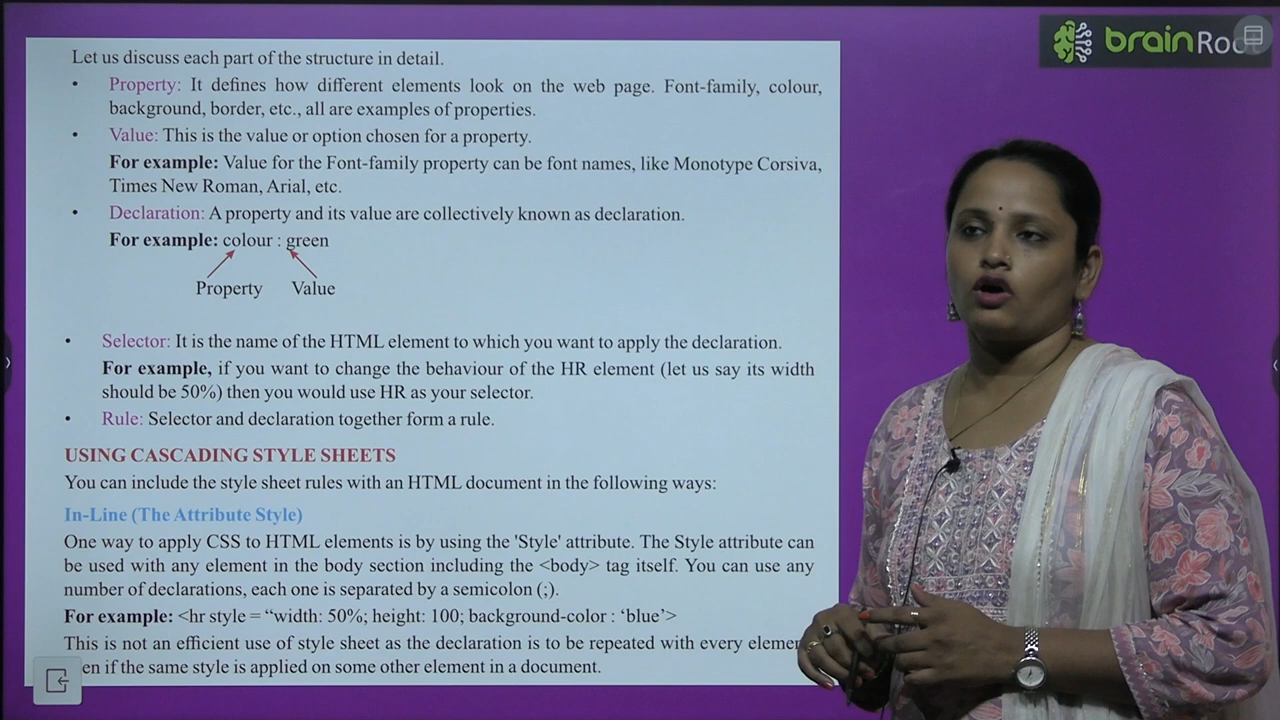 brainRoot
Let us discuss each part of the structure in detail.
• Property: It defines how different elements look on the web page. Font-family, colour,
background, border, etc., all are examples of properties.
• Value: This is the value or option chosen for a property.
For example: Value for the Font-family property can be font names, like Monotype Corsiva,
Times New Roman, Arial, etc.
• Declaration: A property and its value are collectively known as declaration.
For example: colour : green
Property Value
• Selector: It is the name of the HTML element to which you want to apply the declaration.
For example, if you want to change the behaviour of the HR element (let us say its width
should be 50%) then you would use HR as your selector.
• Rule: Selector and declaration together form a rule.
USING CASCADING STYLE SHEETS
You can include the style sheet rules with an HTML document in the following ways:
In-Line (The Attribute Style)
One way to apply CSS to HTML elements is by using the 'Style' attribute. The Style attribute can
be used with any element in the body section including the <body> tag itself. You can use any
number of declarations, each one is separated by a semicolon (;).
For example: <hr style = “width: 50%; height: 100; background-color : ‘blue’>
This is not an efficient use of style sheet as the declaration is to be repeated with every elemen
en if the same style is applied on some other element in a document.